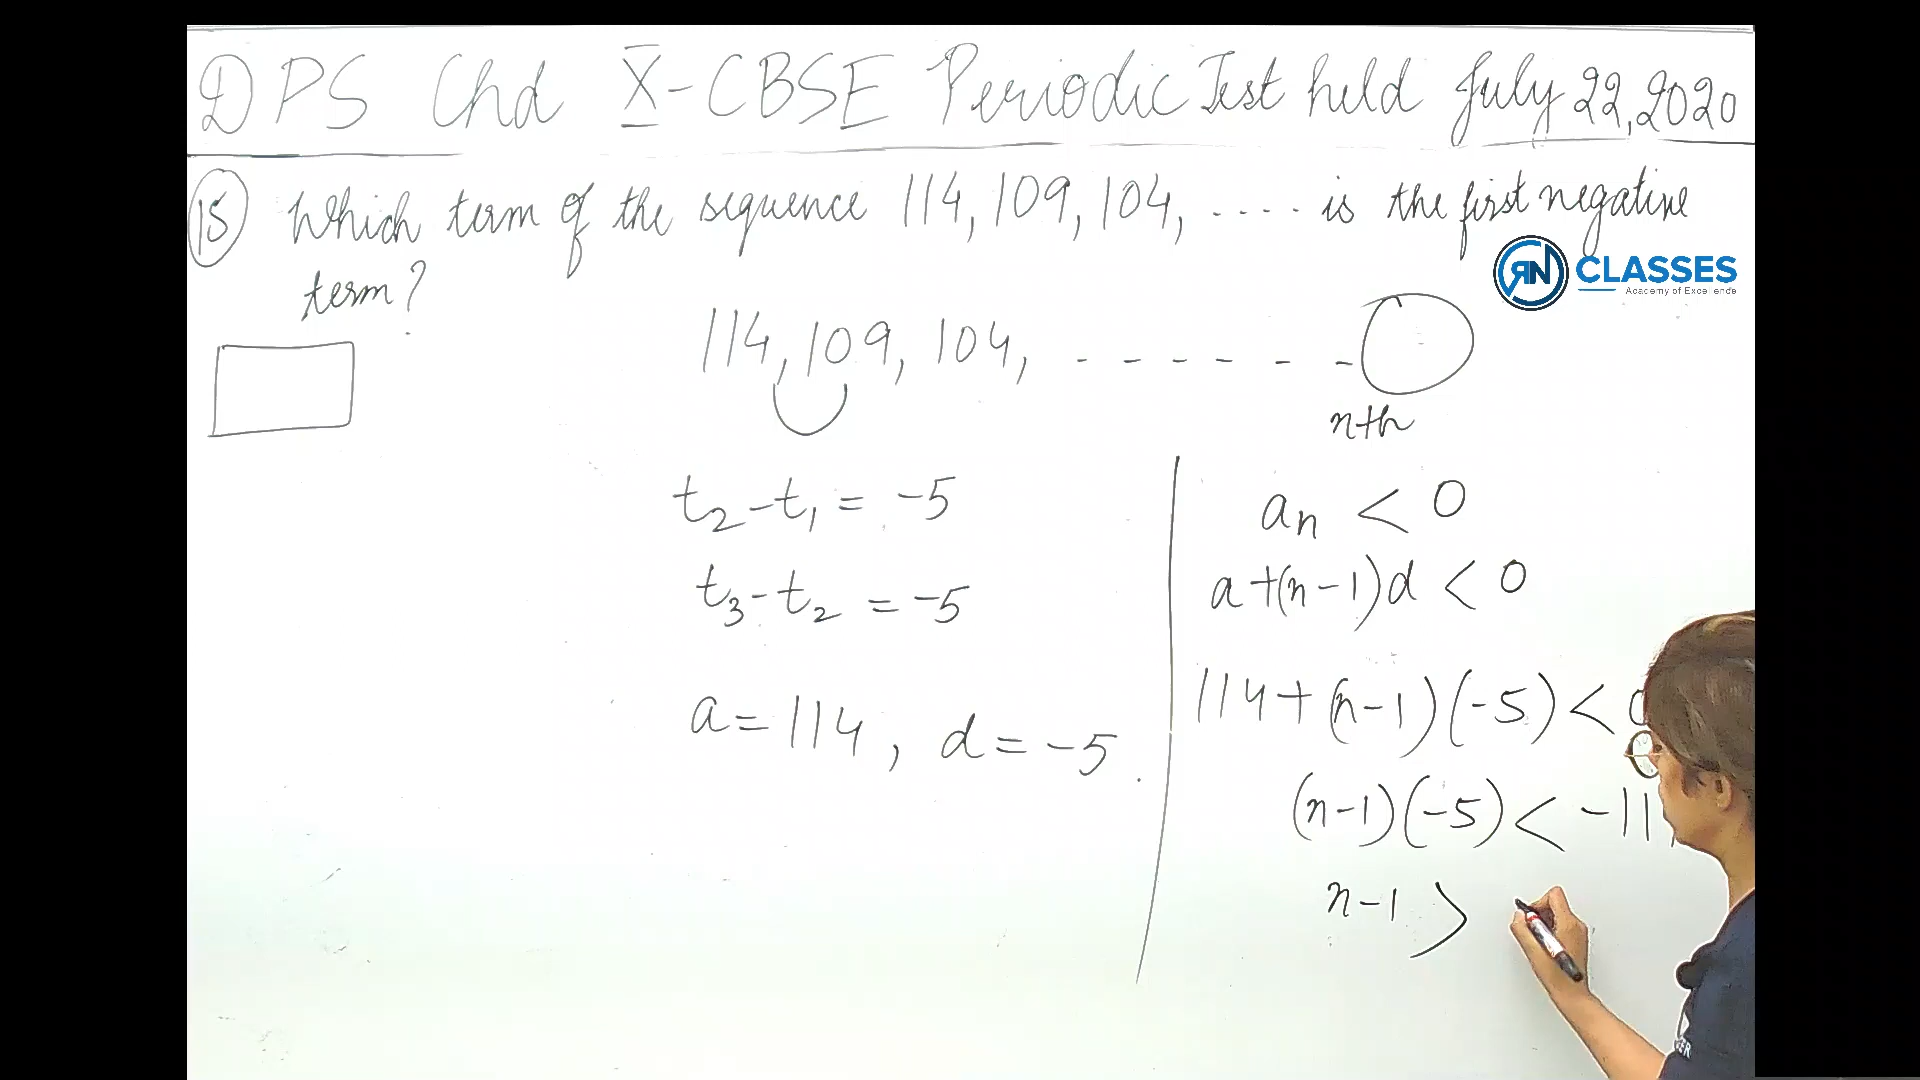 DPS Chd X-CBSE Periodic Test held July 22, 2020
15 Which term of the sequence 114, 109, 104, .... is the first negative
term?
RN CLASSES
Academy of Excellence
114, 109, 104, - - - - - - -
nth
t₂-t₁ = -5
t₃-t₂ = -5
a = 114, d = -5.
aₙ < 0
a+(n-1)d < 0
114+(n-1)(-5) < 0
(n-1)(-5) < -11
n-1 >